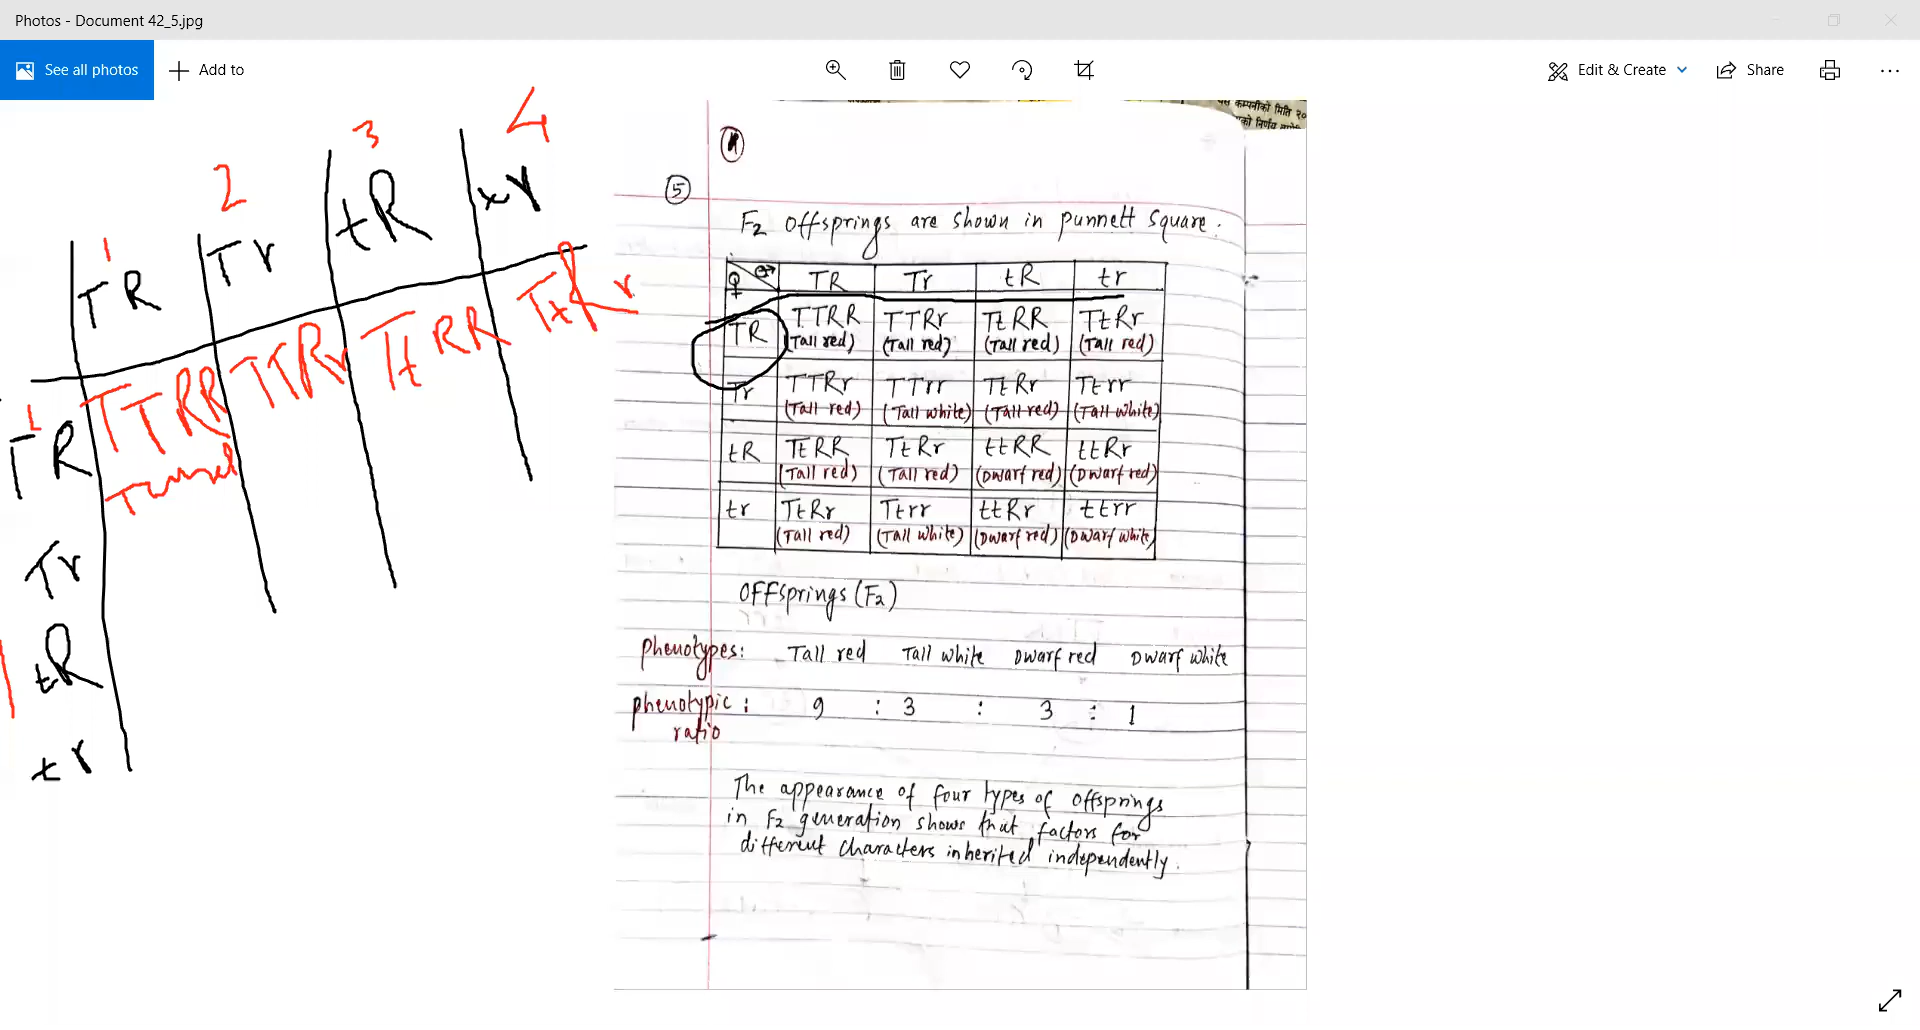 Photos - Document 42_5.jpg
See all photos
Add to
Edit & Create
Share
1
2
3
4
TR
Tr
tR
tr
1
TR
TTRR
TTRr
TtRR
TtRr
Tr
tR
tr
5
F2 offsprings are shown in punnett square.
♀ ♂ TR Tr tR tr
TR TTRR TTRr TtRR TtRr
(Tall red) (Tall red) (Tall red) (Tall red)
Tr TTRr TTrr TtRr Ttrr
(Tall red) (Tall white) (Tall red) (Tall white)
tR TtRR TtRr ttRR ttRr
(Tall red) (Tall red) (Dwarf red) (Dwarf red)
tr TtRr Ttrr ttRr ttrr
(Tall red) (Tall white) (Dwarf red) (Dwarf white)
OFFsprings (F2)
phenotypes: Tall red Tall white Dwarf red Dwarf white
phenotypic : 9 : 3 : 3 : 1
ratio
The appearance of four types of offsprings
in F2 generation shows that factors for
different characters inherited independently.